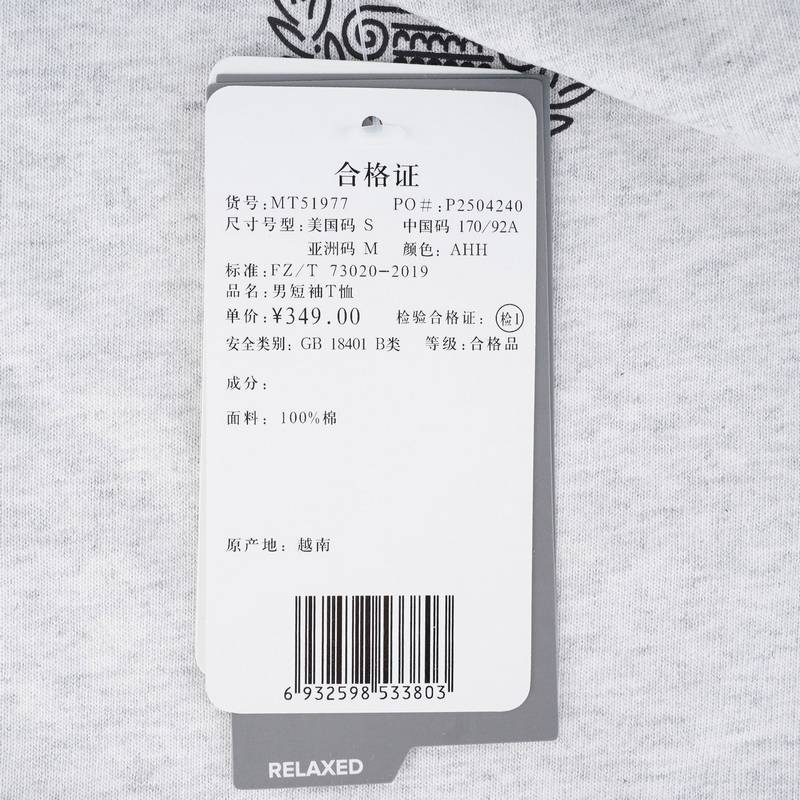 合格证
货号:MT51977 PO#:P2504240
尺寸号型:美国码 S 中国码 170/92A
亚洲码 M 颜色: AHH
标准:FZ/T 73020-2019
品名:男短袖T恤
单价:¥349.00 检验合格证: 检1
安全类别: GB 18401 B类 等级:合格品
成分:
面料: 100%棉
原产地: 越南
6 932598 533803
RELAXED